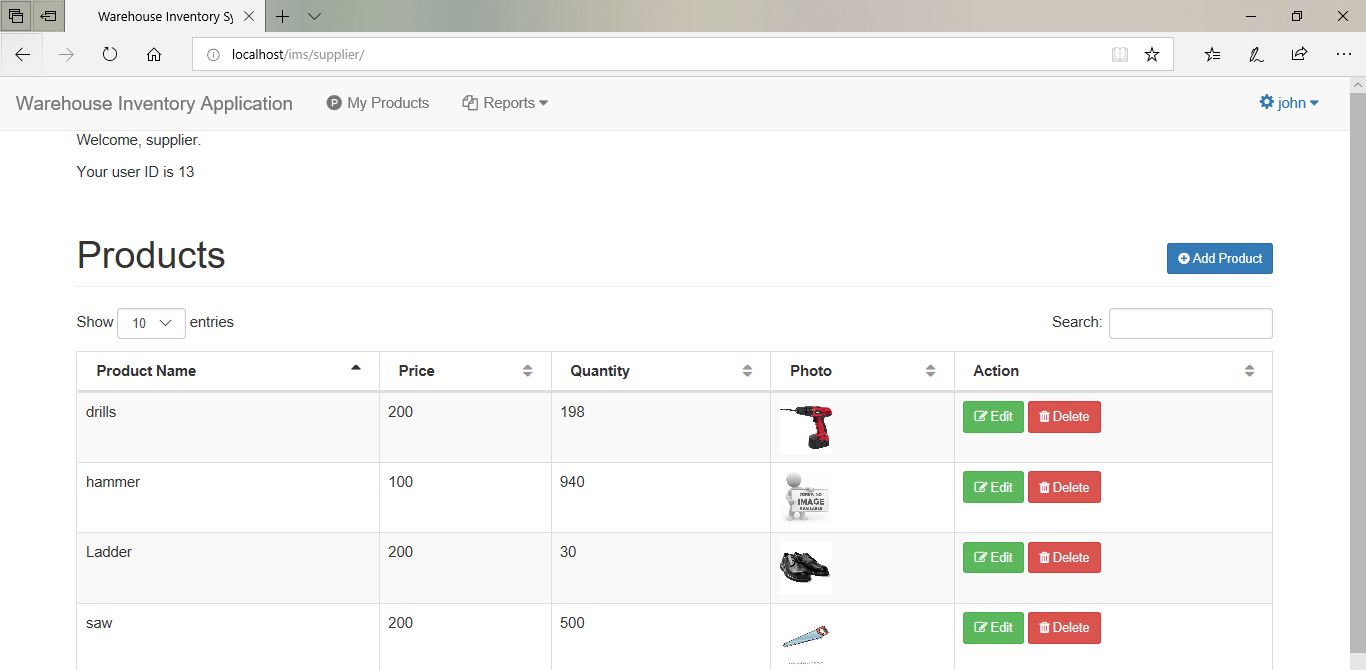 Warehouse Inventory Sy
localhost/ims/supplier/
Warehouse Inventory Application My Products Reports john
Welcome, supplier.
Your user ID is 13
Products
Add Product
Show 10 entries Search:
Product Name Price Quantity Photo Action
drills 200 198 Edit Delete
hammer 100 940 Edit Delete
IMAGE
AVAILABLE
Ladder 200 30 Edit Delete
saw 200 500 Edit Delete